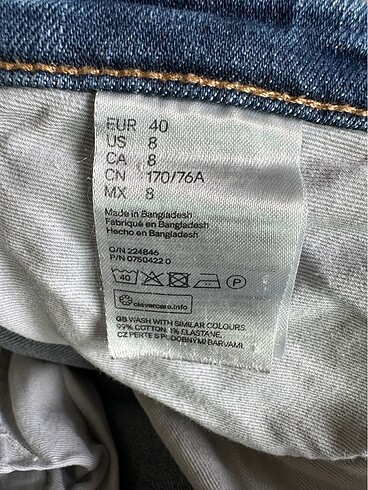 EUR 40
US 8
CA 8
CN 170/76A
MX 8
Made in Bangladesh
Fabriqué en Bangladesh
Hecho en Bangladesh
O/N 224846
P/N 0750422 0
40 P
clevercare.info
GB WASH WITH SIMILAR COLOURS.
99% COTTON. 1% ELASTANE.
CZ PERTE S PODOBNÝMI BARVAMI.